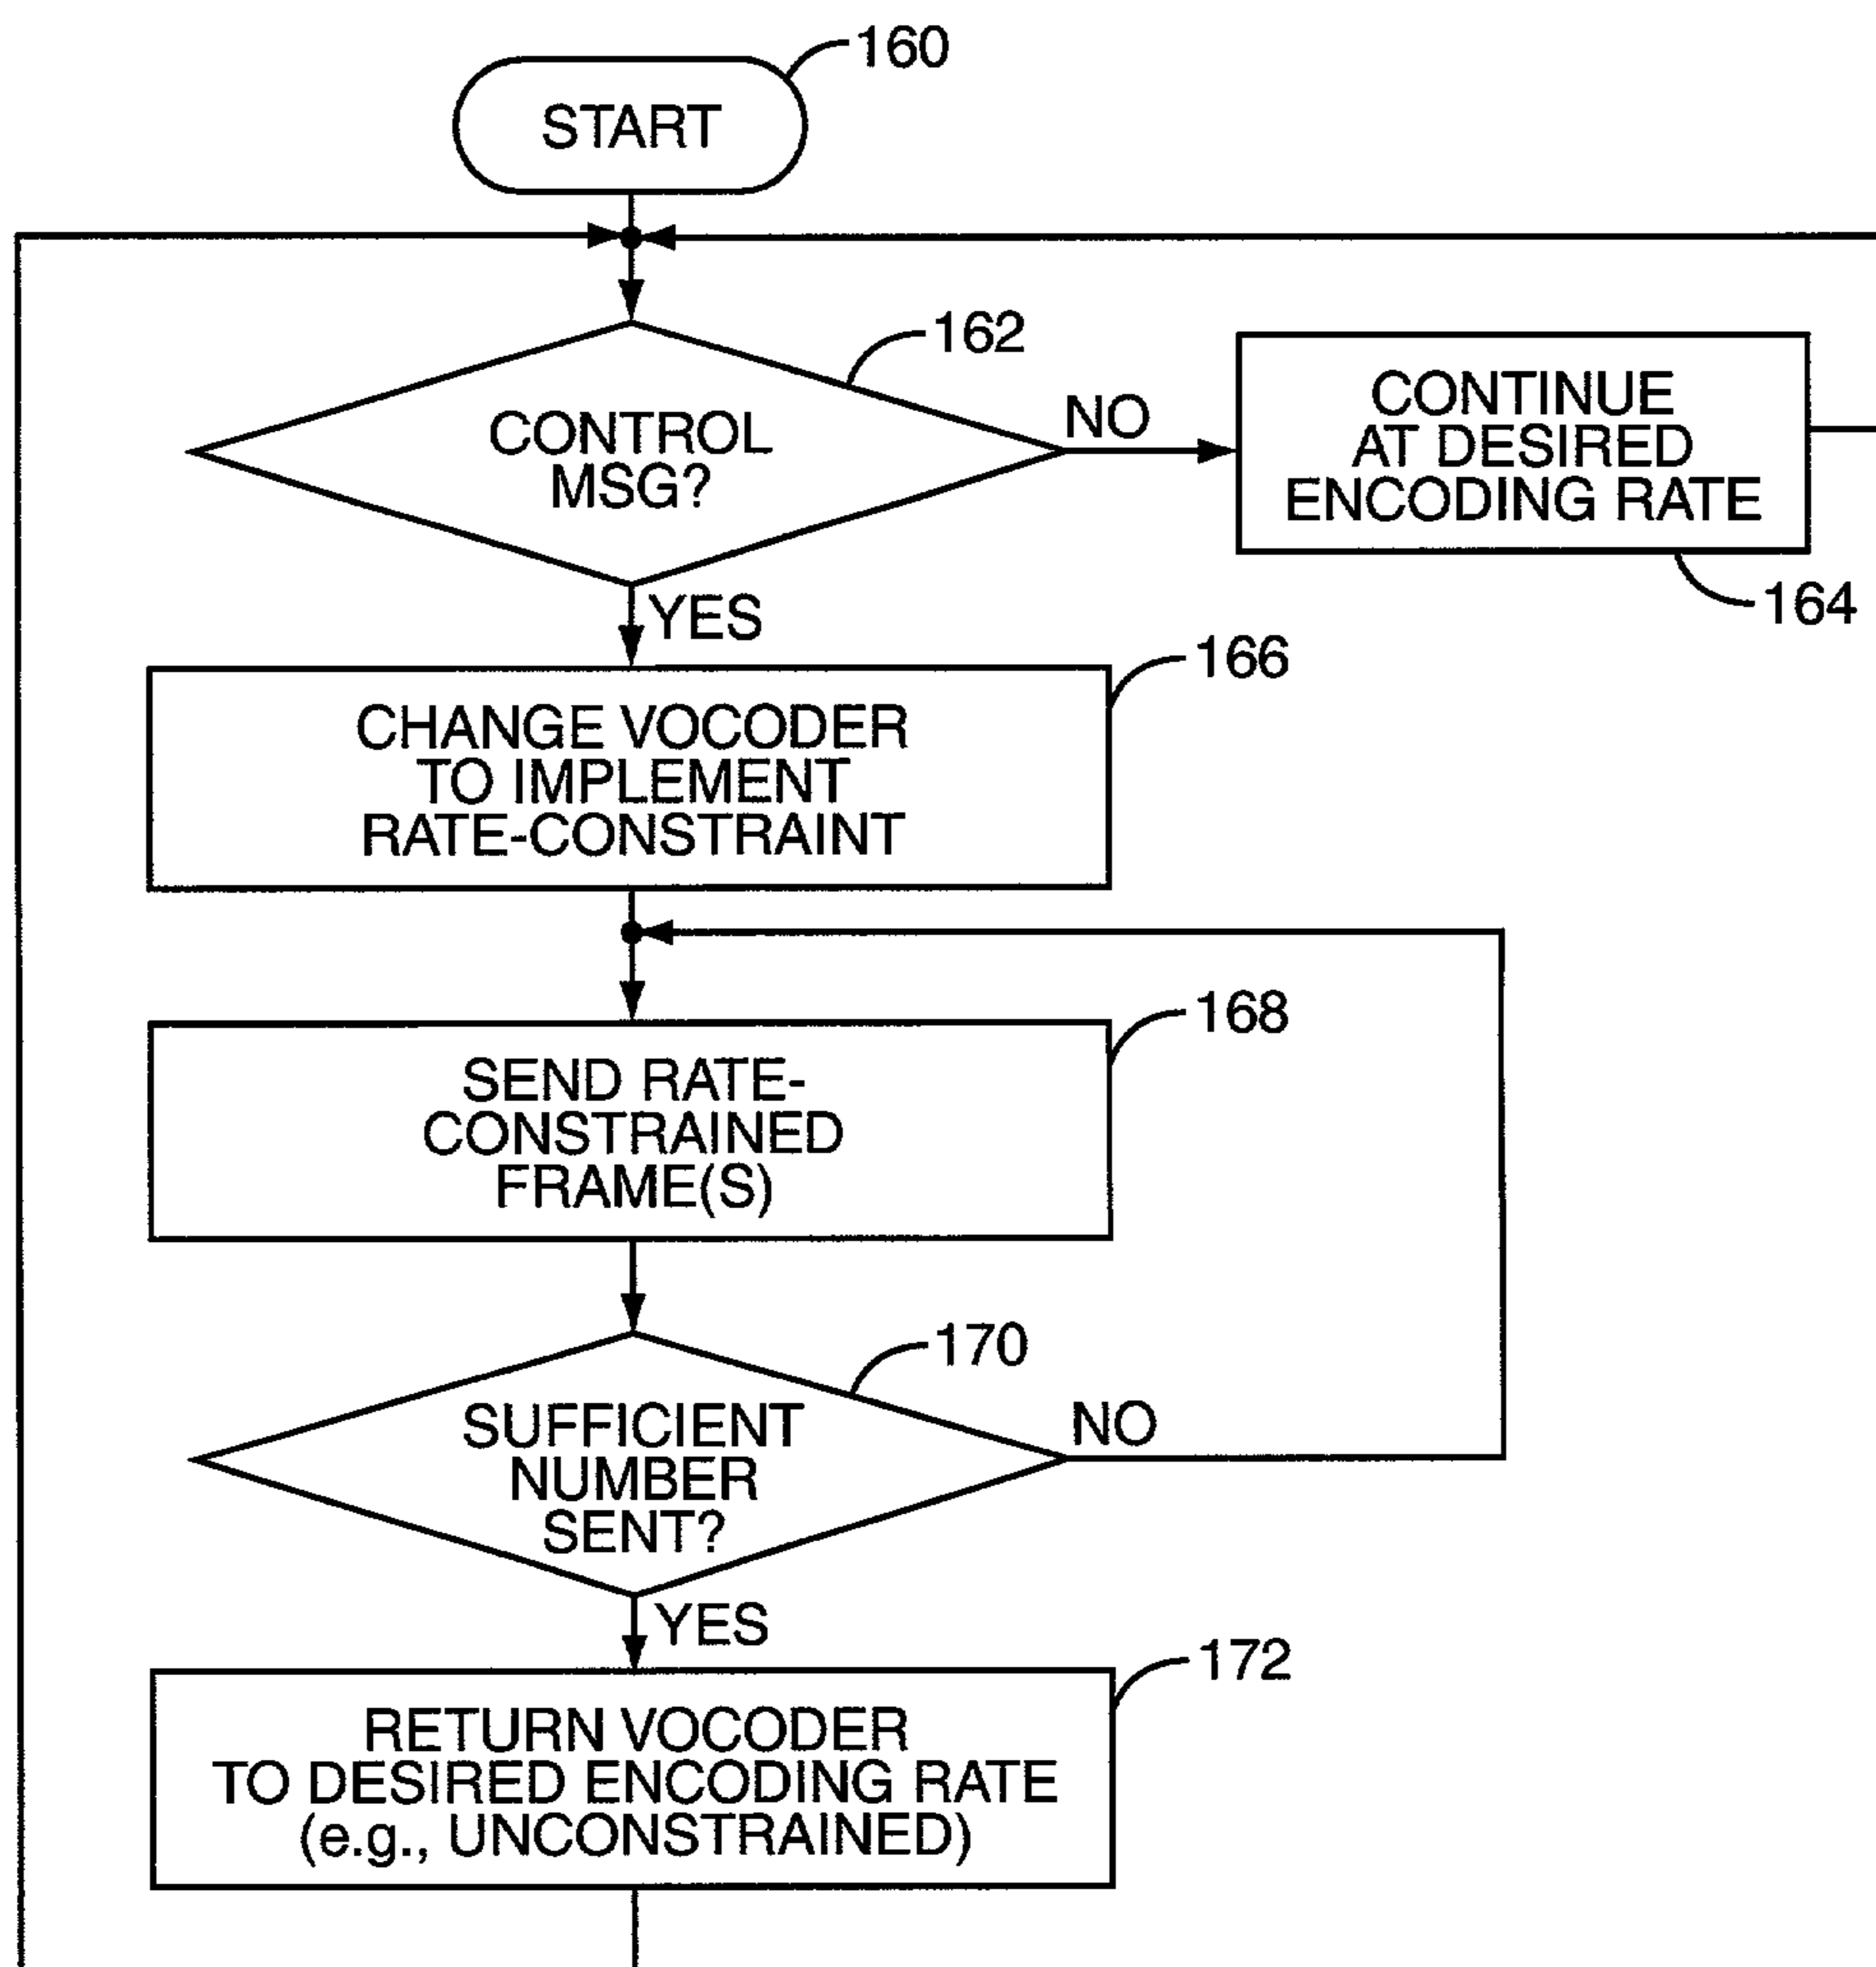 160
START
162
CONTROL
MSG?
NO
CONTINUE
AT DESIRED
ENCODING RATE
164
YES
166
CHANGE VOCODER
TO IMPLEMENT
RATE-CONSTRAINT
168
SEND RATE-
CONSTRAINED
FRAME(S)
170
SUFFICIENT
NUMBER
SENT?
NO
YES
172
RETURN VOCODER
TO DESIRED ENCODING RATE
(e.g., UNCONSTRAINED)